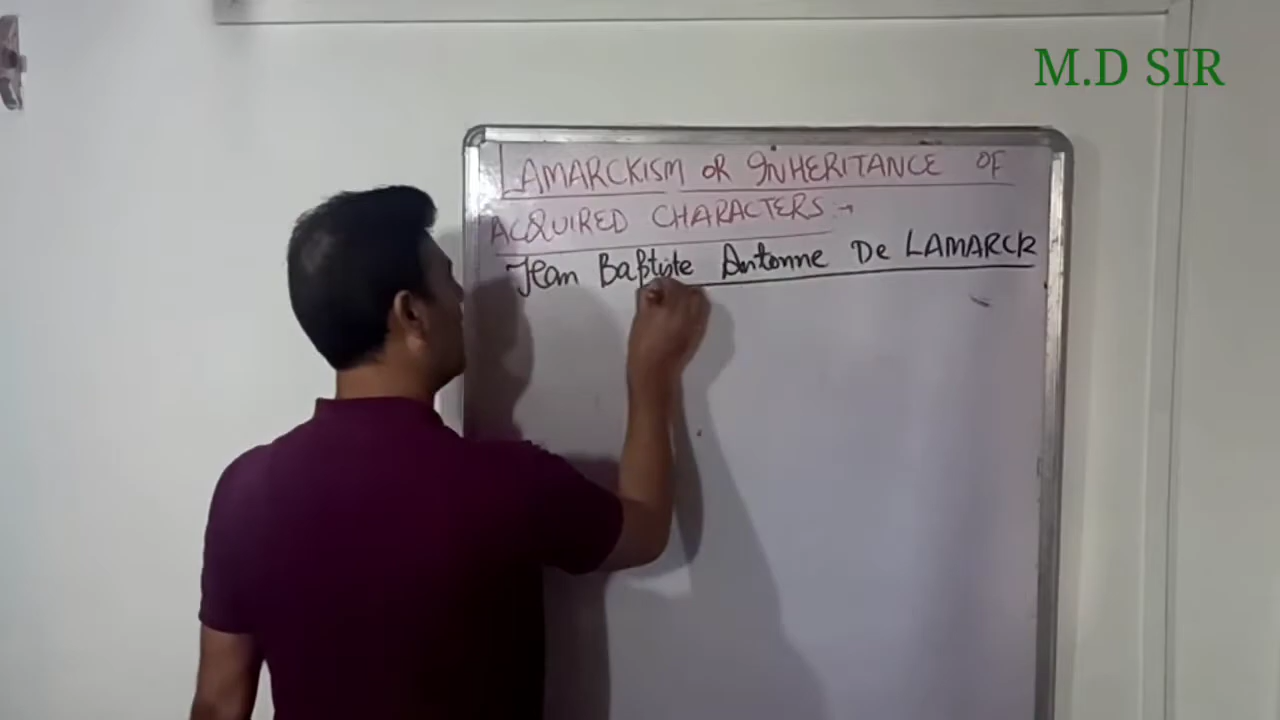 M.D SIR
LAMARCKISM OR INHERITANCE OF
ACQUIRED CHARACTERS :→
Jean Baptiste Antonne De LAMARCK